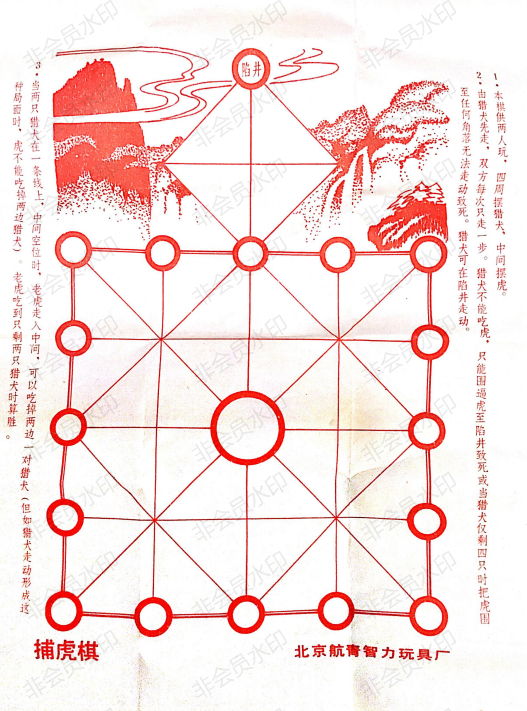 陷井
1·本棋供两人玩，四周摆猎犬、中间摆虎。
2·由猎犬先走，双方每次只走一步。猎犬不能吃虎，只能围逼虎至陷井致死或当猎犬仅剩四只时把虎围
至任何角落无法走动致死。猎犬可在陷井走动。
3·当两只猎犬在一条线上、中间空位时，老虎走入中间，可以吃掉两边一对猎犬（但如猎犬走动形成这
种局面时，虎不能吃掉两边猎犬）。老虎吃到只剩两只猎犬时算胜。
捕虎棋
北京航青智力玩具厂
非会员水印